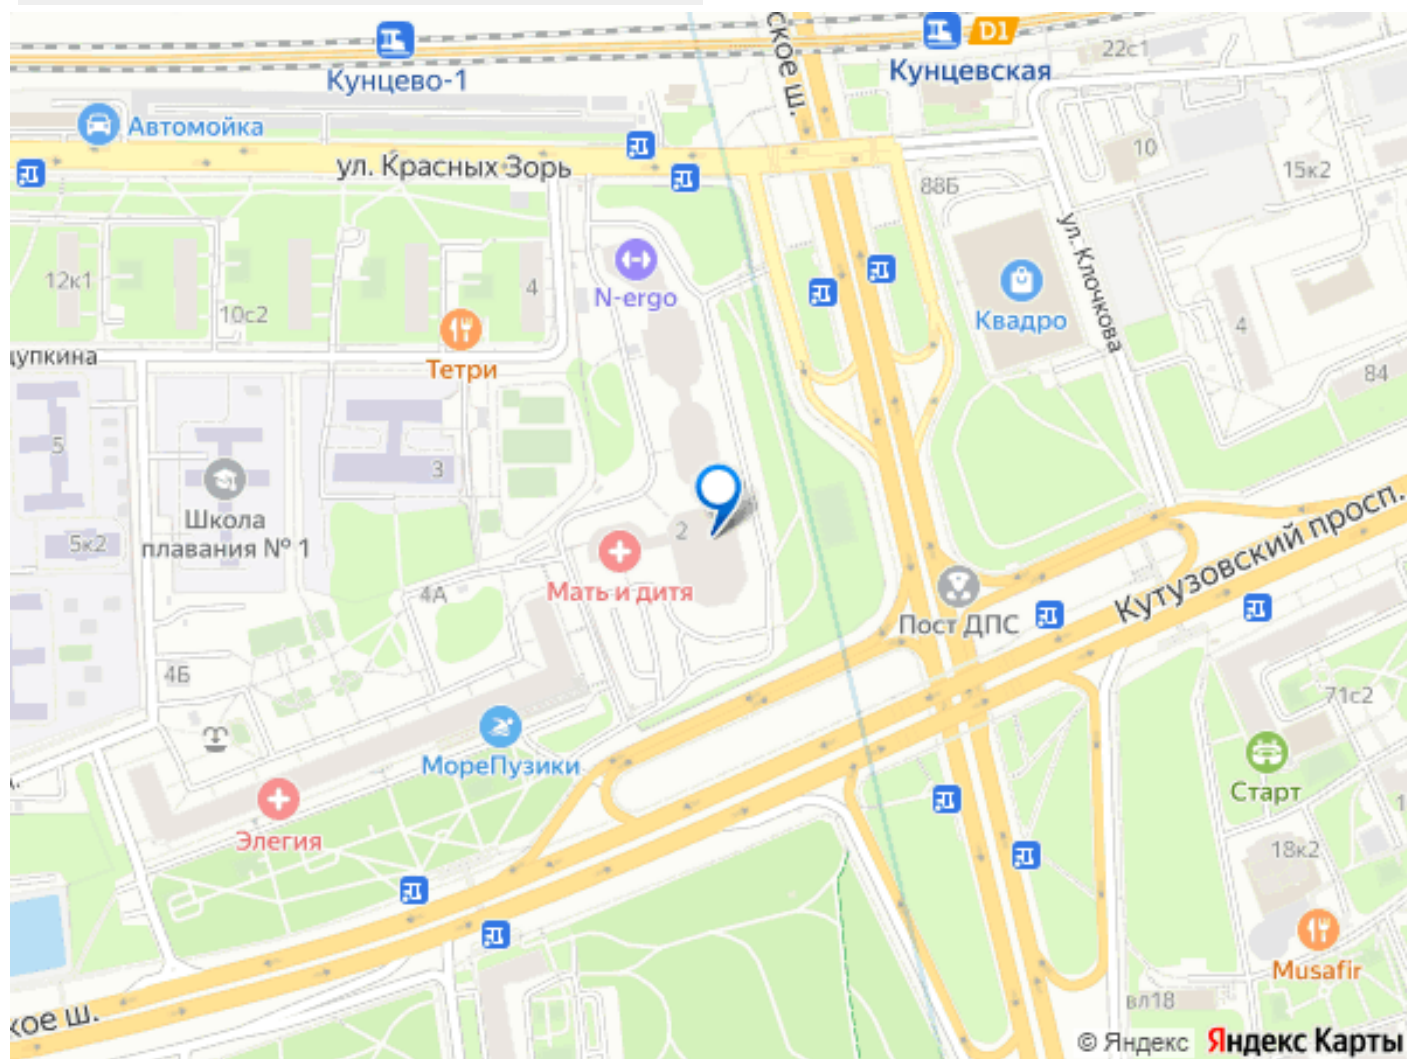 ское ш.
D1
22с1
Кунцево-1
Кунцевская
Автомойка
ул. Красных Зорь
10
15к2
88Б
ул. Клочкова
12к1
4
N-ergo
10с2
Квадро
4
цупкина
Тетри
84
5
3
Школа
плавания № 1
5к2
2
Мать и дитя
4А
Кутузовский просп.
Пост ДПС
4Б
71с2
МореПузики
Старт
Элегия
18к2
Musafir
вл18
кое ш.
© Яндекс Яндекс Карты